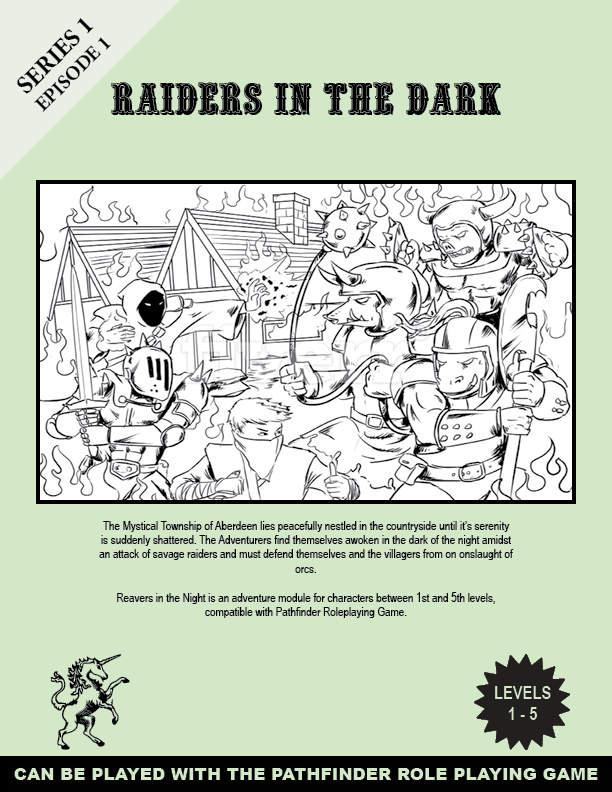 SERIES 1
EPISODE 1
RAIDERS IN THE DARK
The Mystical Township of Aberdeen lies peacefully nestled in the countryside until it's serenity
is suddenly shattered. The Adventurers find themselves awoken in the dark of the night amidst
an attack of savage raiders and must defend themselves and the villagers from on onslaught of
orcs.
Reavers in the Night is an adventure module for characters between 1st and 5th levels,
compatible with Pathfinder Roleplaying Game.
LEVELS
1 - 5
CAN BE PLAYED WITH THE PATHFINDER ROLE PLAYING GAME